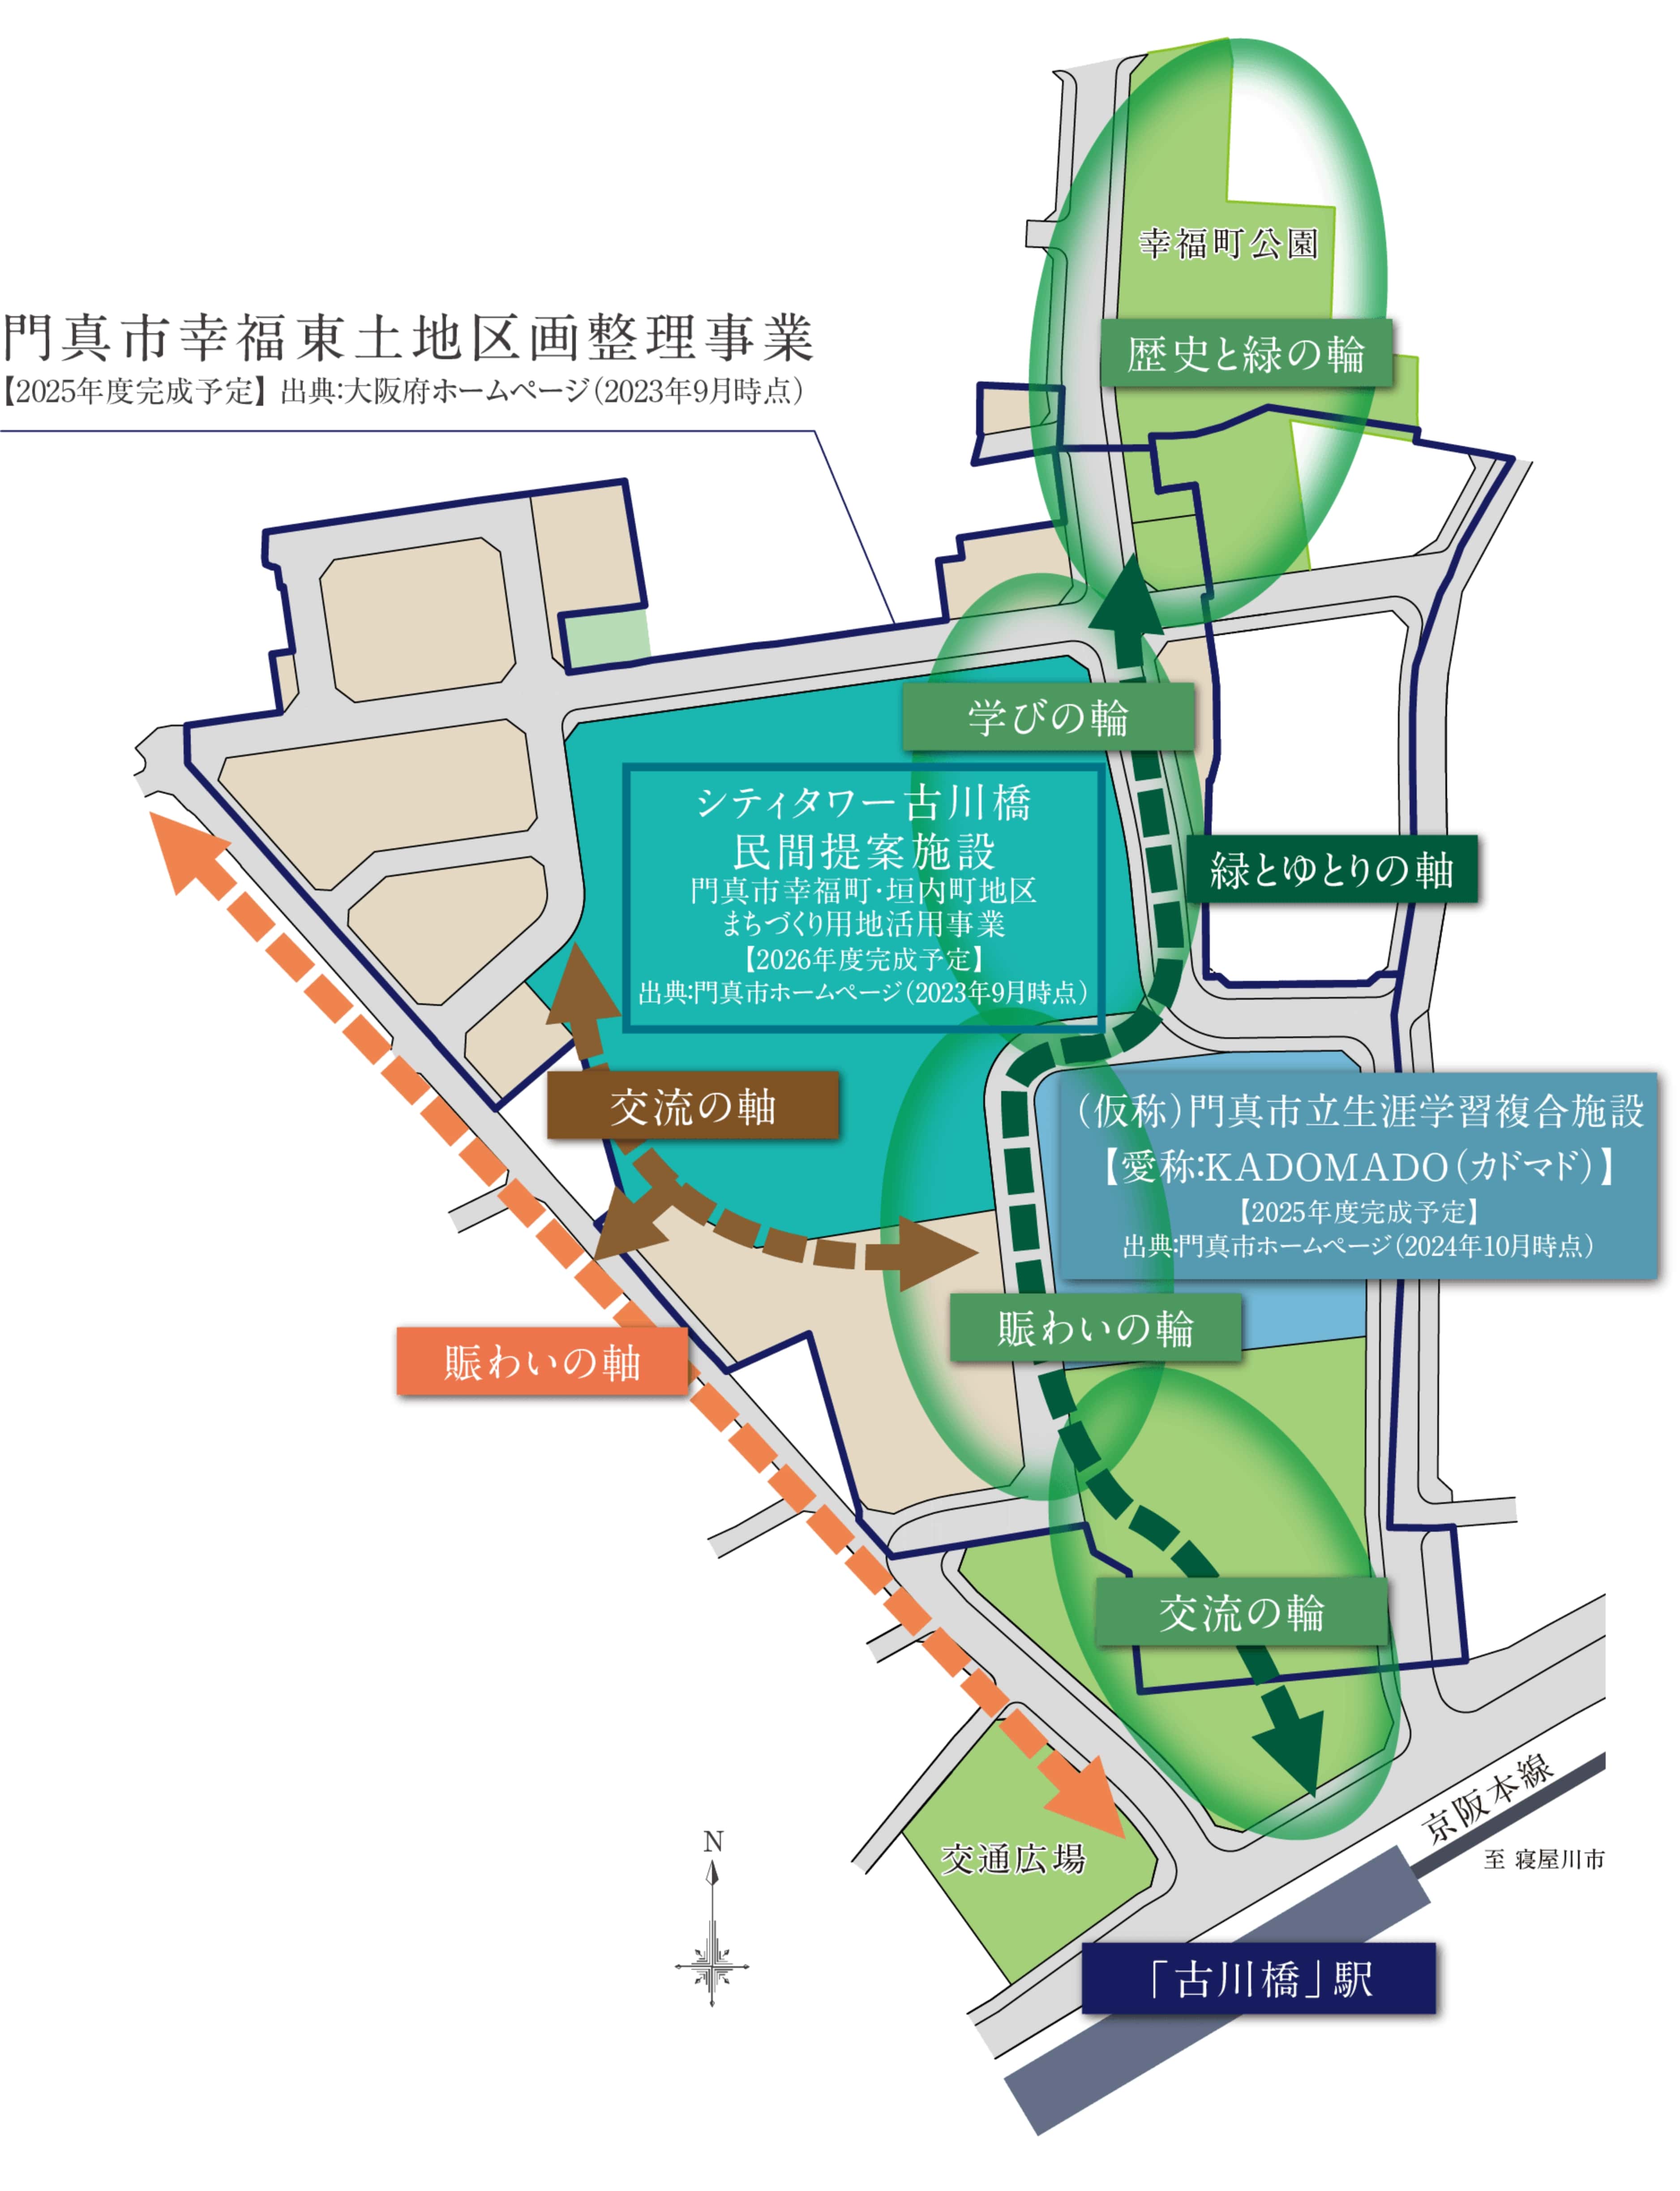 幸福町公園
歴史と緑の輪
門真市幸福東土地区画整理事業
【2025年度完成予定】出典:大阪府ホームページ(2023年9月時点)
学びの輪
シティタワー古川橋
民間提案施設
門真市幸福町・垣内町地区
まちづくり用地活用事業
【2026年度完成予定】
出典:門真市ホームページ(2023年9月時点)
緑とゆとりの軸
交流の軸
(仮称)門真市立生涯学習複合施設
【愛称:KADOMADO(カドマド)】
【2025年度完成予定】
出典:門真市ホームページ(2024年10月時点)
賑わいの輪
賑わいの軸
交流の輪
京阪本線
至 寝屋川市
交通広場
N
「古川橋」駅